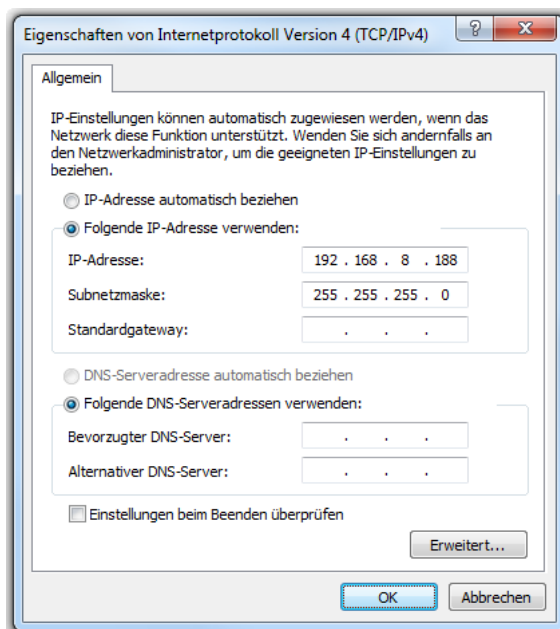 Eigenschaften von Internetprotokoll Version 4 (TCP/IPv4)
?
X
Allgemein
IP-Einstellungen können automatisch zugewiesen werden, wenn das
Netzwerk diese Funktion unterstützt. Wenden Sie sich andernfalls an
den Netzwerkadministrator, um die geeigneten IP-Einstellungen zu
beziehen.
IP-Adresse automatisch beziehen
Folgende IP-Adresse verwenden:
IP-Adresse: 192 . 168 . 8 . 188
Subnetzmaske: 255 . 255 . 255 . 0
Standardgateway: . . .
DNS-Serveradresse automatisch beziehen
Folgende DNS-Serveradressen verwenden:
Bevorzugter DNS-Server: . . .
Alternativer DNS-Server: . . .
Einstellungen beim Beenden überprüfen
Erweitert...
OK Abbrechen